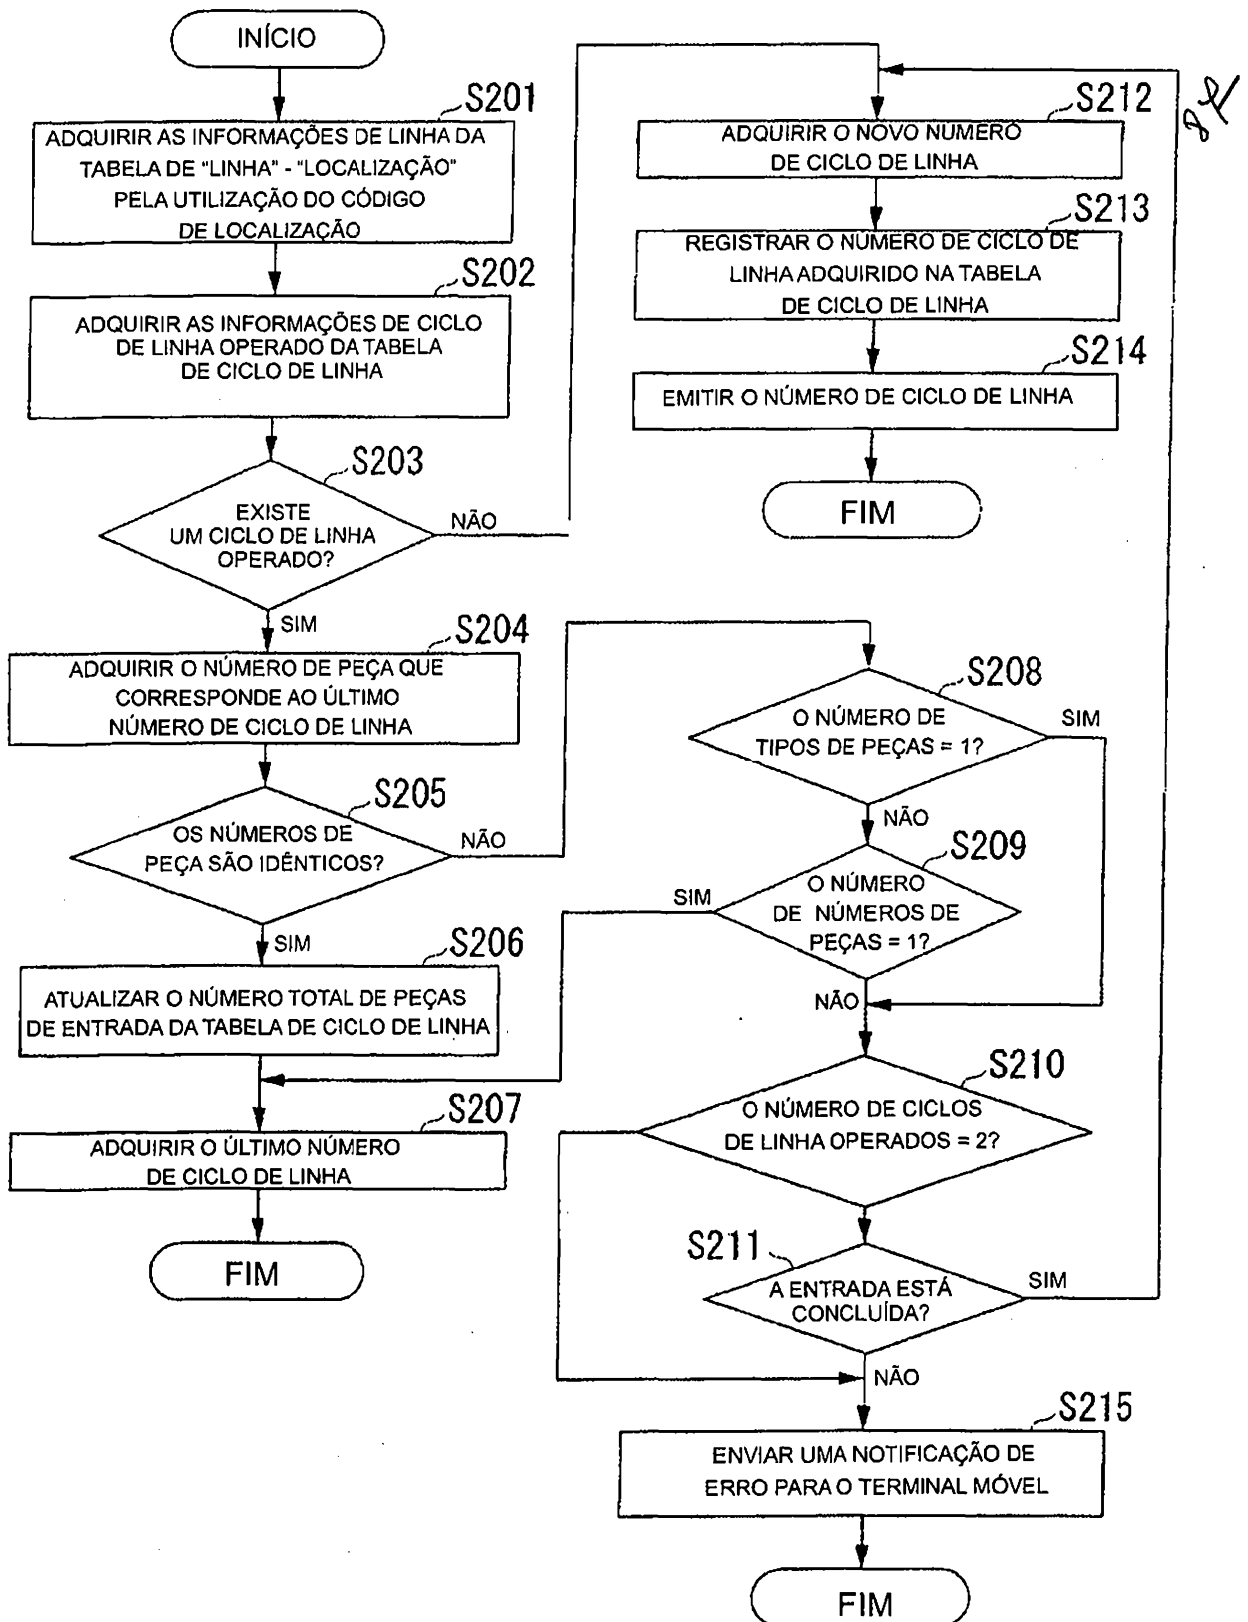 INÍCIO
S201
ADQUIRIR AS INFORMAÇÕES DE LINHA DA
TABELA DE "LINHA" - "LOCALIZAÇÃO"
PELA UTILIZAÇÃO DO CÓDIGO
DE LOCALIZAÇÃO
S202
ADQUIRIR AS INFORMAÇÕES DE CICLO
DE LINHA OPERADO DA TABELA
DE CICLO DE LINHA
S203
EXISTE
UM CICLO DE LINHA
OPERADO?
NÃO
SIM
S204
ADQUIRIR O NÚMERO DE PEÇA QUE
CORRESPONDE AO ÚLTIMO
NÚMERO DE CICLO DE LINHA
S205
OS NÚMEROS DE
PEÇA SÃO IDÊNTICOS?
NÃO
SIM
S206
ATUALIZAR O NÚMERO TOTAL DE PEÇAS
DE ENTRADA DA TABELA DE CICLO DE LINHA
S207
ADQUIRIR O ÚLTIMO NÚMERO
DE CICLO DE LINHA
FIM
S212
ADQUIRIR O NOVO NUMERO
DE CICLO DE LINHA
S213
REGISTRAR O NÚMERO DE CICLO DE
LINHA ADQUIRIDO NA TABELA
DE CICLO DE LINHA
S214
EMITIR O NÚMERO DE CICLO DE LINHA
FIM
S208
O NÚMERO DE
TIPOS DE PEÇAS = 1?
SIM
NÃO
S209
O NÚMERO
DE NÚMEROS DE
PEÇAS = 1?
SIM
NÃO
S210
O NÚMERO DE CICLOS
DE LINHA OPERADOS = 2?
S211
A ENTRADA ESTÁ
CONCLUÍDA?
SIM
NÃO
S215
ENVIAR UMA NOTIFICAÇÃO DE
ERRO PARA O TERMINAL MÓVEL
FIM